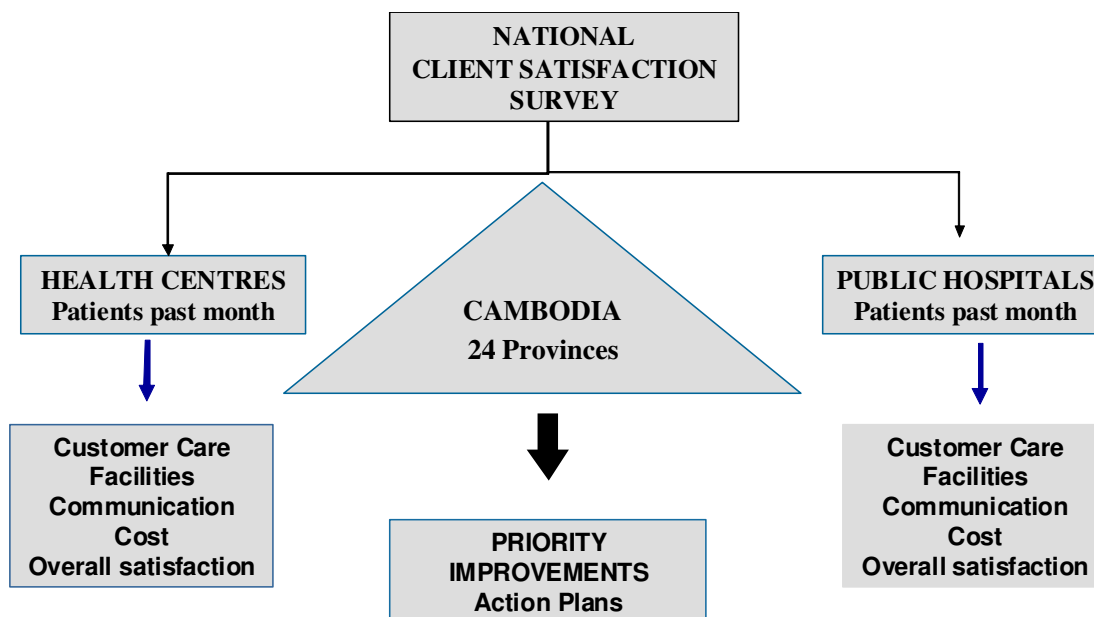 NATIONAL
CLIENT SATISFACTION
SURVEY
HEALTH CENTRES
Patients past month
CAMBODIA
24 Provinces
PUBLIC HOSPITALS
Patients past month
Customer Care
Facilities
Communication
Cost
Overall satisfaction
PRIORITY
IMPROVEMENTS
Action Plans
Customer Care
Facilities
Communication
Cost
Overall satisfaction